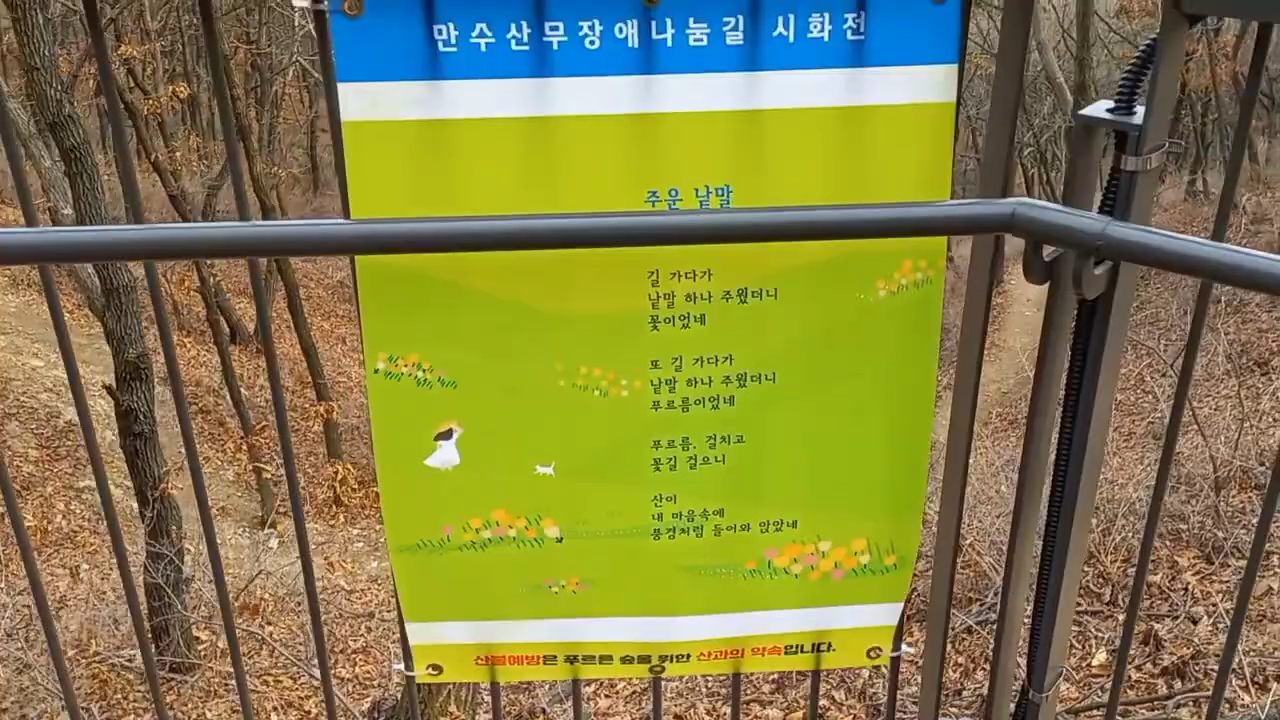 만수산무장애나눔길 시화전
주운 낱말
길 가다가
낱말 하나 주웠더니
꽃이었네
또 길 가다가
낱말 하나 주웠더니
푸르름이었네
푸르름, 걸치고
꽃길 걸으니
산이
내 마음속에
풍경처럼 들어와 앉았네
산불예방은 푸르른 숲을 위한 산과의 약속입니다.